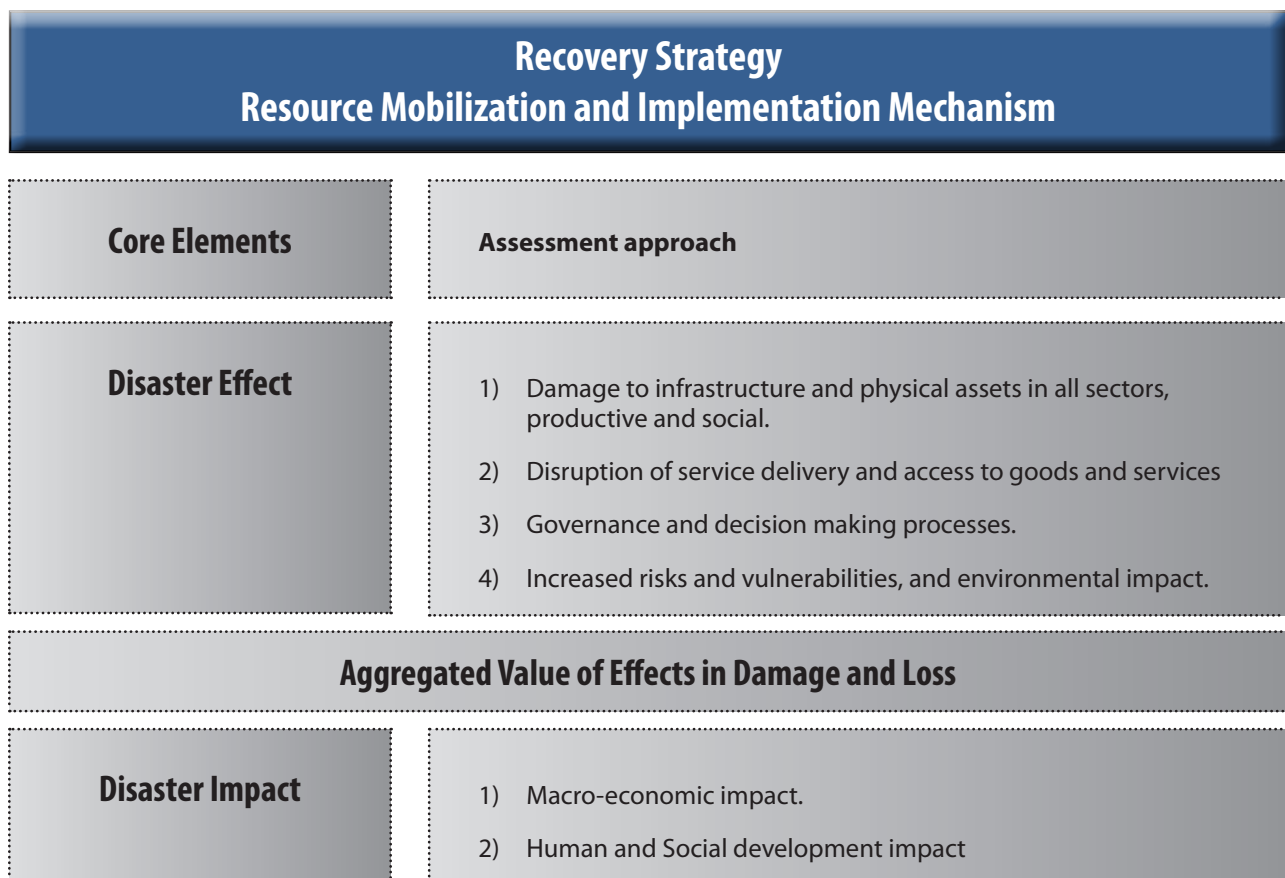 Recovery Strategy
Resource Mobilization and Implementation Mechanism
Core Elements
Assessment approach
Disaster Effect
1) Damage to infrastructure and physical assets in all sectors,
productive and social.
2) Disruption of service delivery and access to goods and services
3) Governance and decision making processes.
4) Increased risks and vulnerabilities, and environmental impact.
Aggregated Value of Effects in Damage and Loss
Disaster Impact
1) Macro-economic impact.
2) Human and Social development impact